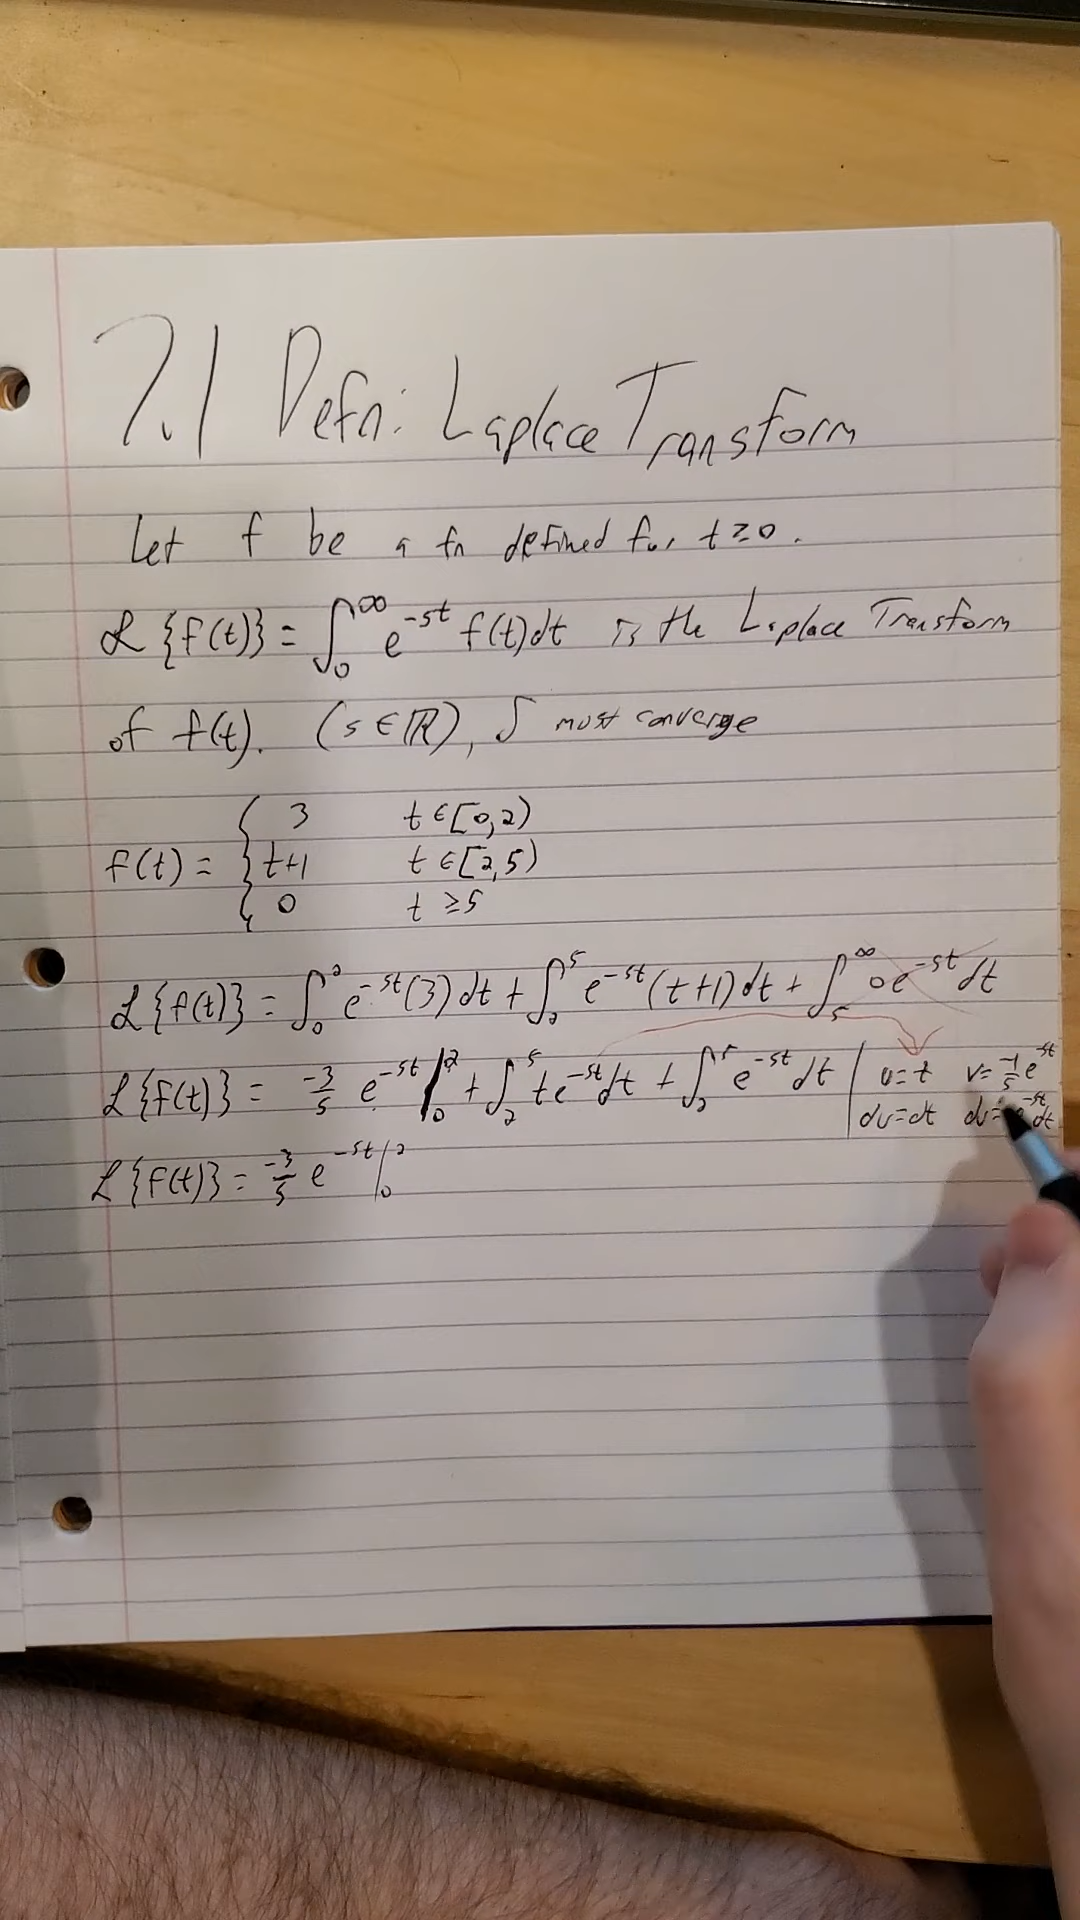 7.1 Defn: Laplace Transform
Let f be a fn defined for t ≥ 0.
ℒ{f(t)} = ∫₀^∞ e^{-st} f(t)dt is the Laplace Transform
of f(t). (s ∈ ℝ), ∫ must converge
f(t) = { 3 t ∈ [0,2)
t+1 t ∈ [2,5)
0 t ≥ 5
ℒ{f(t)} = ∫₀² e^{-st}(3)dt + ∫₂⁵ e^{-st}(t+1)dt + ∫₅^∞ 0e^{-st}dt
ℒ{f(t)} = -3/s e^{-st} |₀² + ∫₂⁵ te^{-st}dt + ∫₂⁵ e^{-st}dt | u=t v=-1/s e^{-st}
du=dt dv=e^{-st}dt
ℒ{f(t)} = -3/s e^{-st} |₀²